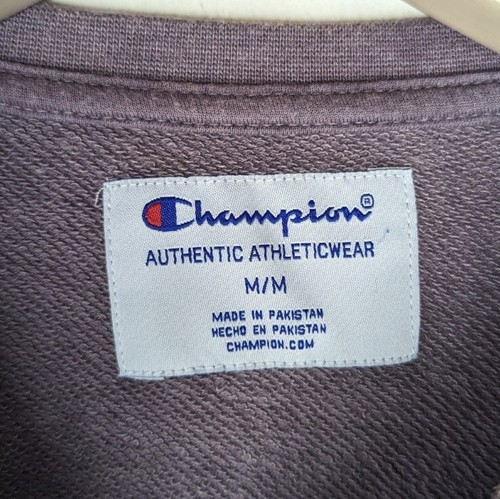 Champion®
AUTHENTIC ATHLETICWEAR
M/M
MADE IN PAKISTAN
HECHO EN PAKISTAN
CHAMPION.COM